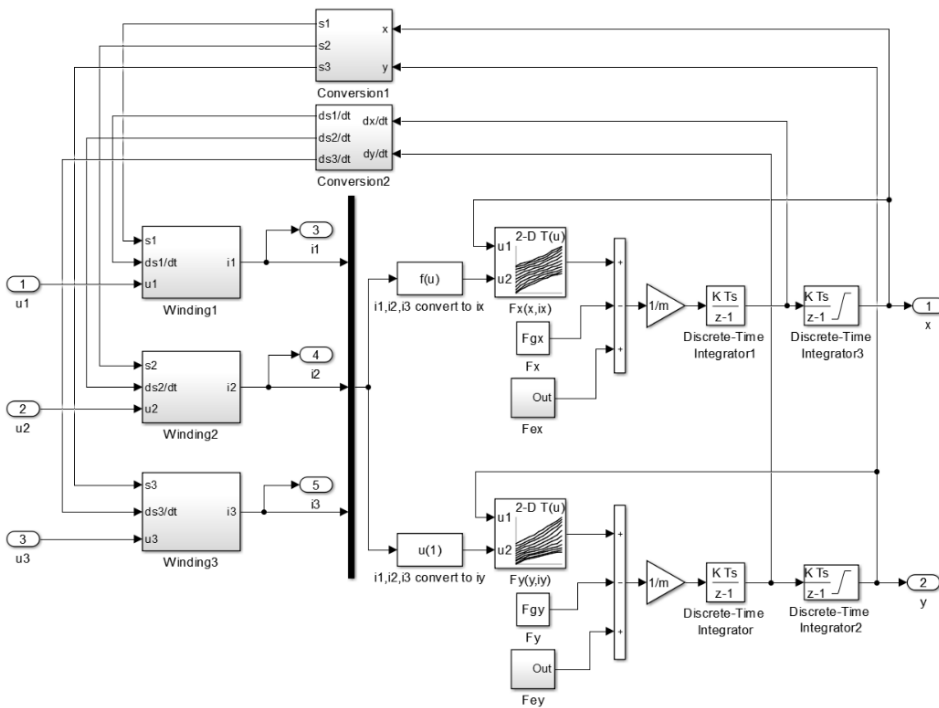 s1
s2
s3
x
y
Conversion1
ds1/dt
ds2/dt
ds3/dt
dx/dt
dy/dt
Conversion2
1
u1
s1
ds1/dt
u1
i1
Winding1
3
i1
2
u2
s2
ds2/dt
u2
i2
Winding2
4
i2
3
u3
s3
ds3/dt
u3
i3
Winding3
5
i3
f(u)
i1,i2,i3 convert to ix
2-D T(u)
u1
u2
Fx(x,ix)
Fgx
Fx
Out
Fex
+
−
+
1/m
K Ts
z-1
Discrete-Time
Integrator1
K Ts
z-1
Discrete-Time
Integrator3
1
x
u(1)
i1,i2,i3 convert to iy
2-D T(u)
u1
u2
Fy(y,iy)
Fgy
Fy
Out
Fey
+
−
+
1/m
K Ts
z-1
Discrete-Time
Integrator
K Ts
z-1
Discrete-Time
Integrator2
2
y